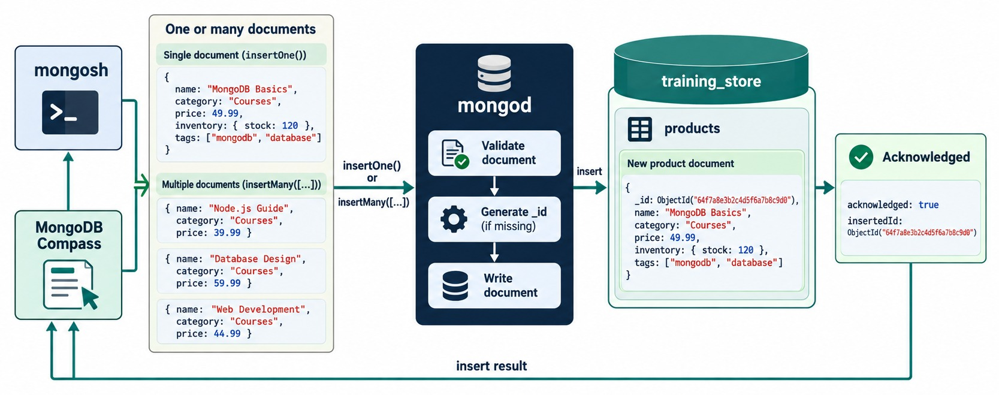 mongosh
>_
MongoDB
Compass
One or many documents
Single document (insertOne())
{
name: "MongoDB Basics",
category: "Courses",
price: 49.99,
inventory: { stock: 120 },
tags: ["mongodb", "database"]
}
Multiple documents (insertMany([...]))
{ name: "Node.js Guide",
category: "Courses",
price: 39.99 }
{ name: "Database Design",
category: "Courses",
price: 59.99 }
{ name: "Web Development",
category: "Courses",
price: 44.99 }
insertOne()
or
insertMany([...])
mongod
Validate
document
Generate _id
(if missing)
Write
document
insert
training_store
products
New product document
{
_id: ObjectId("64f7a8e3b2c4d5f6a7b8c9d0"),
name: "MongoDB Basics",
category: "Courses",
price: 49.99,
inventory: { stock: 120 },
tags: ["mongodb", "database"]
}
Acknowledged
acknowledged: true
insertedId:
ObjectId("64f7a8e3b2c4d5f6a7b8c9d0")
insert result